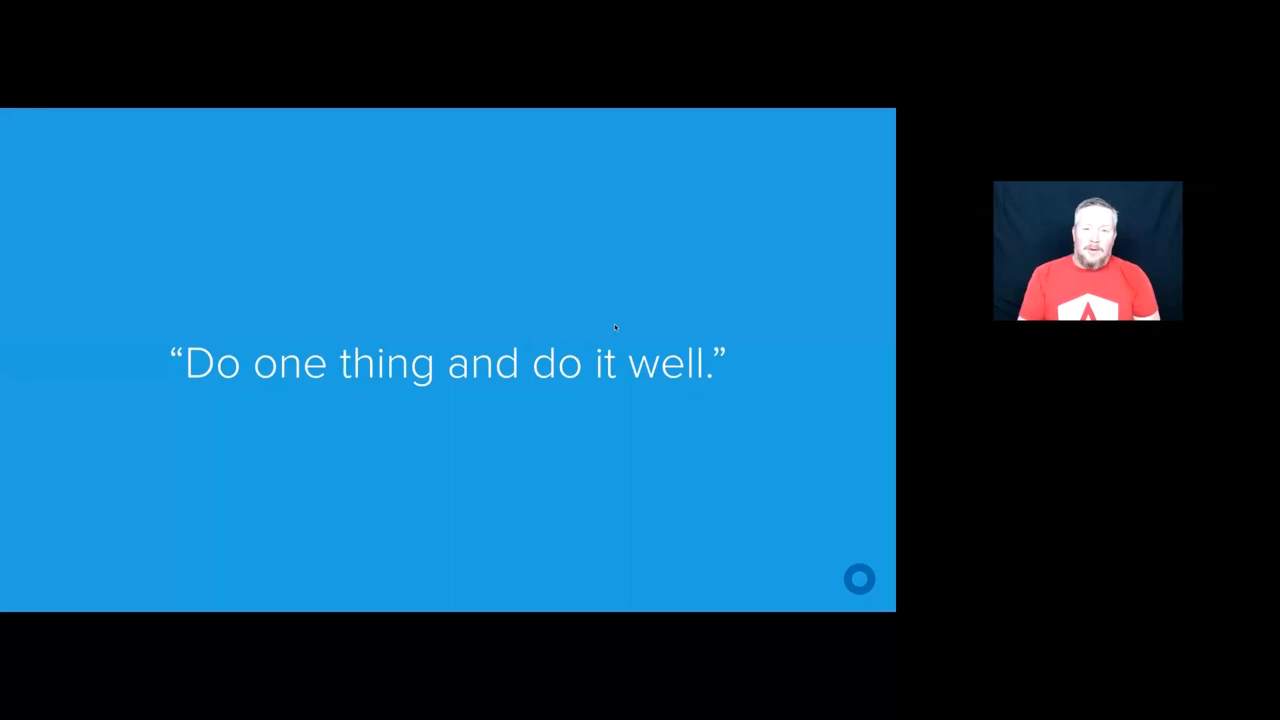 “Do one thing and do it well.”